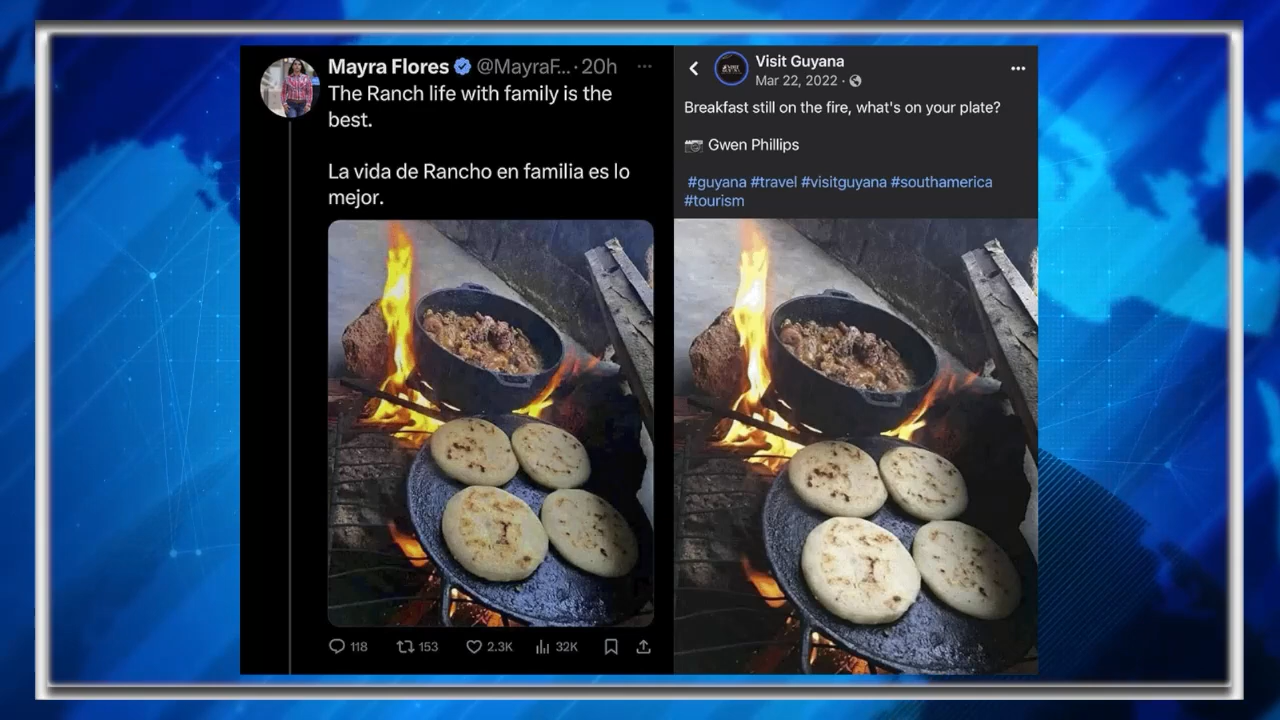 Mayra Flores @MayraF... · 20h
The Ranch life with family is the
best.
La vida de Rancho en familia es lo
mejor.
118 153 2.3K 32K
Visit Guyana
Mar 22, 2022 ·
Breakfast still on the fire, what's on your plate?
Gwen Phillips
#guyana #travel #visitguyana #southamerica
#tourism